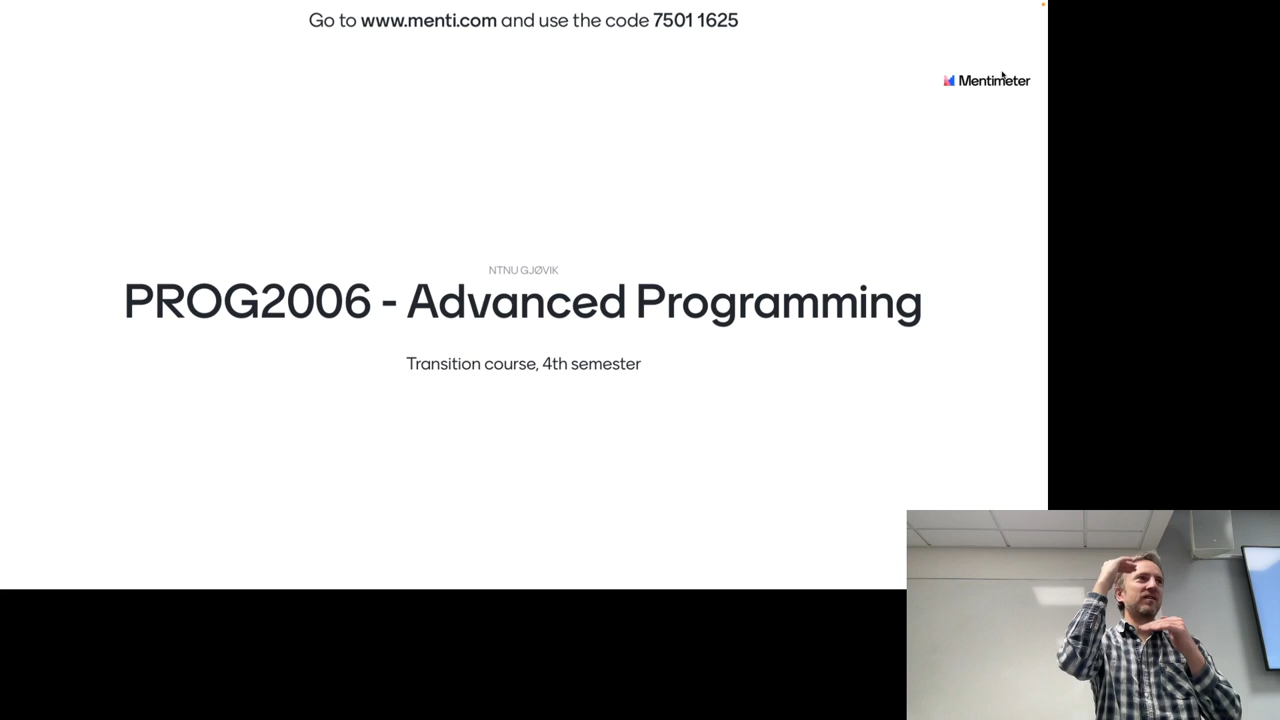 Go to www.menti.com and use the code 7501 1625
Mentimeter
NTNU GJØVIK
PROG2006 - Advanced Programming
Transition course, 4th semester